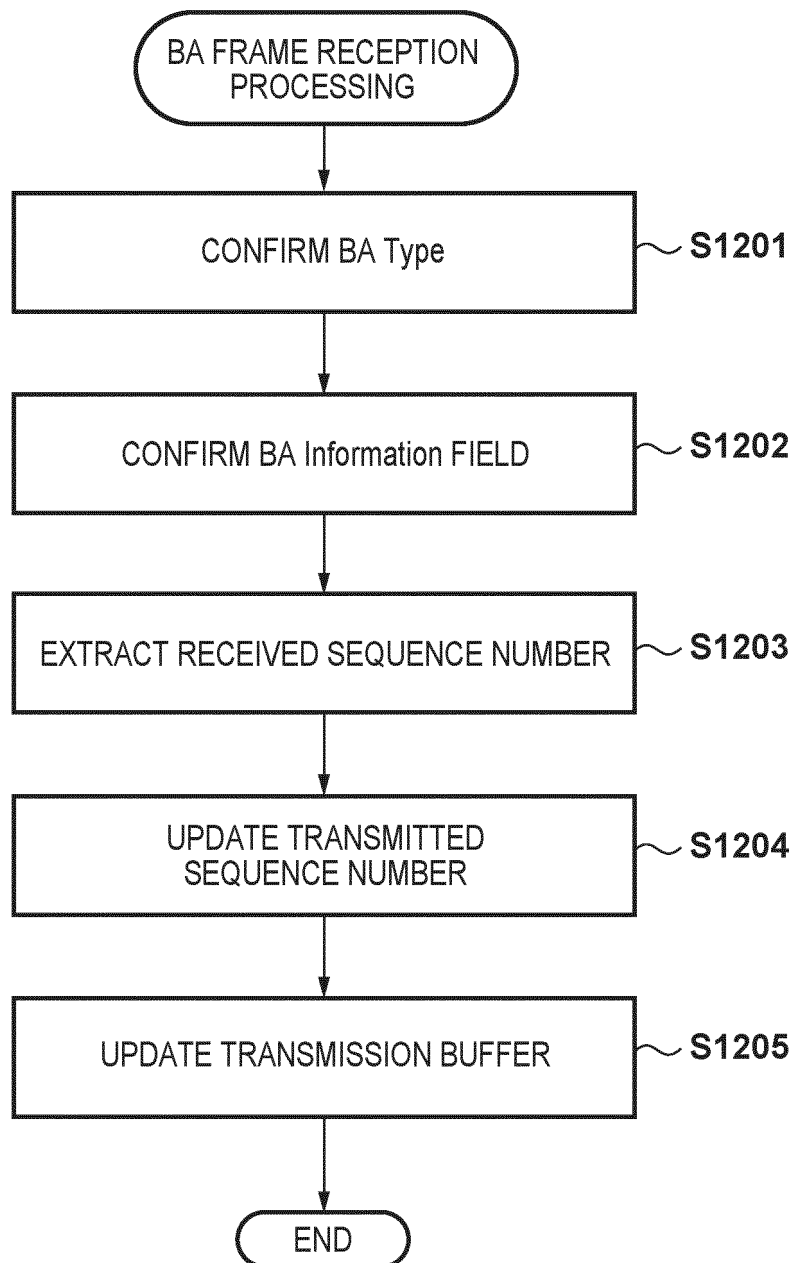 BA FRAME RECEPTION
PROCESSING
CONFIRM BA Type
S1201
CONFIRM BA Information FIELD
S1202
EXTRACT RECEIVED SEQUENCE NUMBER
S1203
UPDATE TRANSMITTED
SEQUENCE NUMBER
S1204
UPDATE TRANSMISSION BUFFER
S1205
END